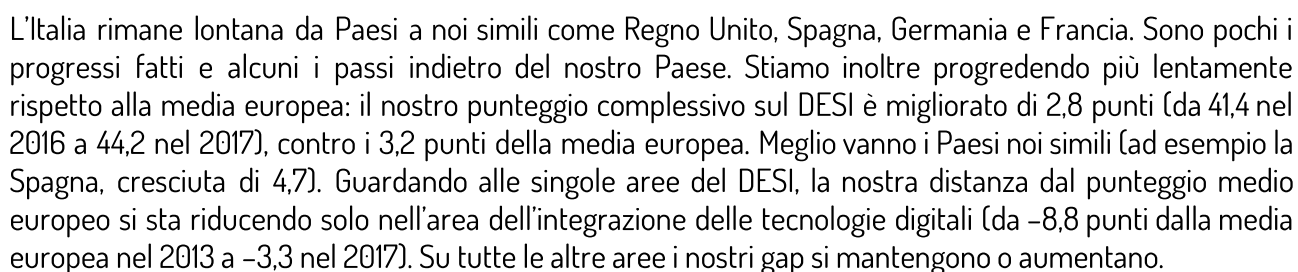 L’Italia rimane lontana da Paesi a noi simili come Regno Unito, Spagna, Germania e Francia. Sono pochi i
progressi fatti e alcuni i passi indietro del nostro Paese. Stiamo inoltre progredendo più lentamente
rispetto alla media europea: il nostro punteggio complessivo sul DESI è migliorato di 2,8 punti (da 41,4 nel
2016 a 44,2 nel 2017), contro i 3,2 punti della media europea. Meglio vanno i Paesi noi simili (ad esempio la
Spagna, cresciuta di 4,7). Guardando alle singole aree del DESI, la nostra distanza dal punteggio medio
europeo si sta riducendo solo nell’area dell’integrazione delle tecnologie digitali (da –8,8 punti dalla media
europea nel 2013 a –3,3 nel 2017). Su tutte le altre aree i nostri gap si mantengono o aumentano.